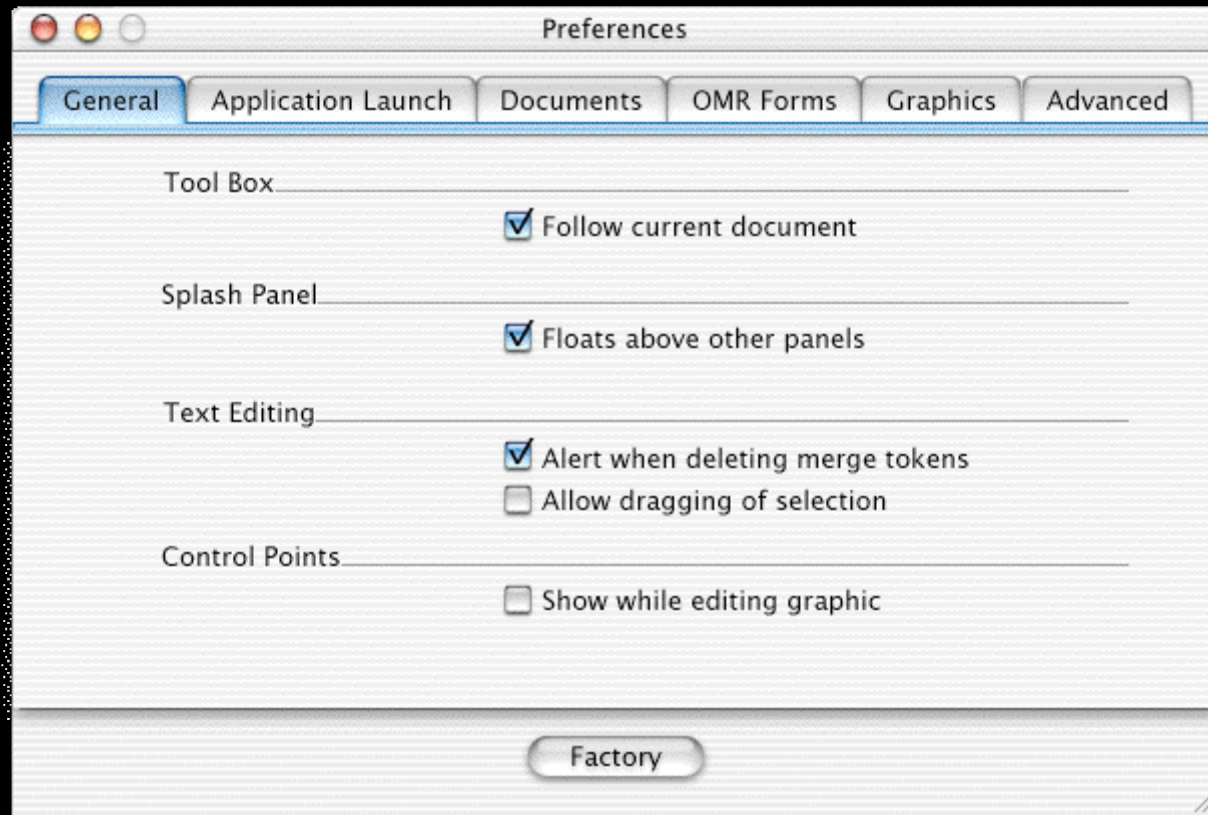 Preferences
General Application Launch Documents OMR Forms Graphics Advanced
Tool Box
Follow current document
Splash Panel
Floats above other panels
Text Editing
Alert when deleting merge tokens
Allow dragging of selection
Control Points
Show while editing graphic
Factory